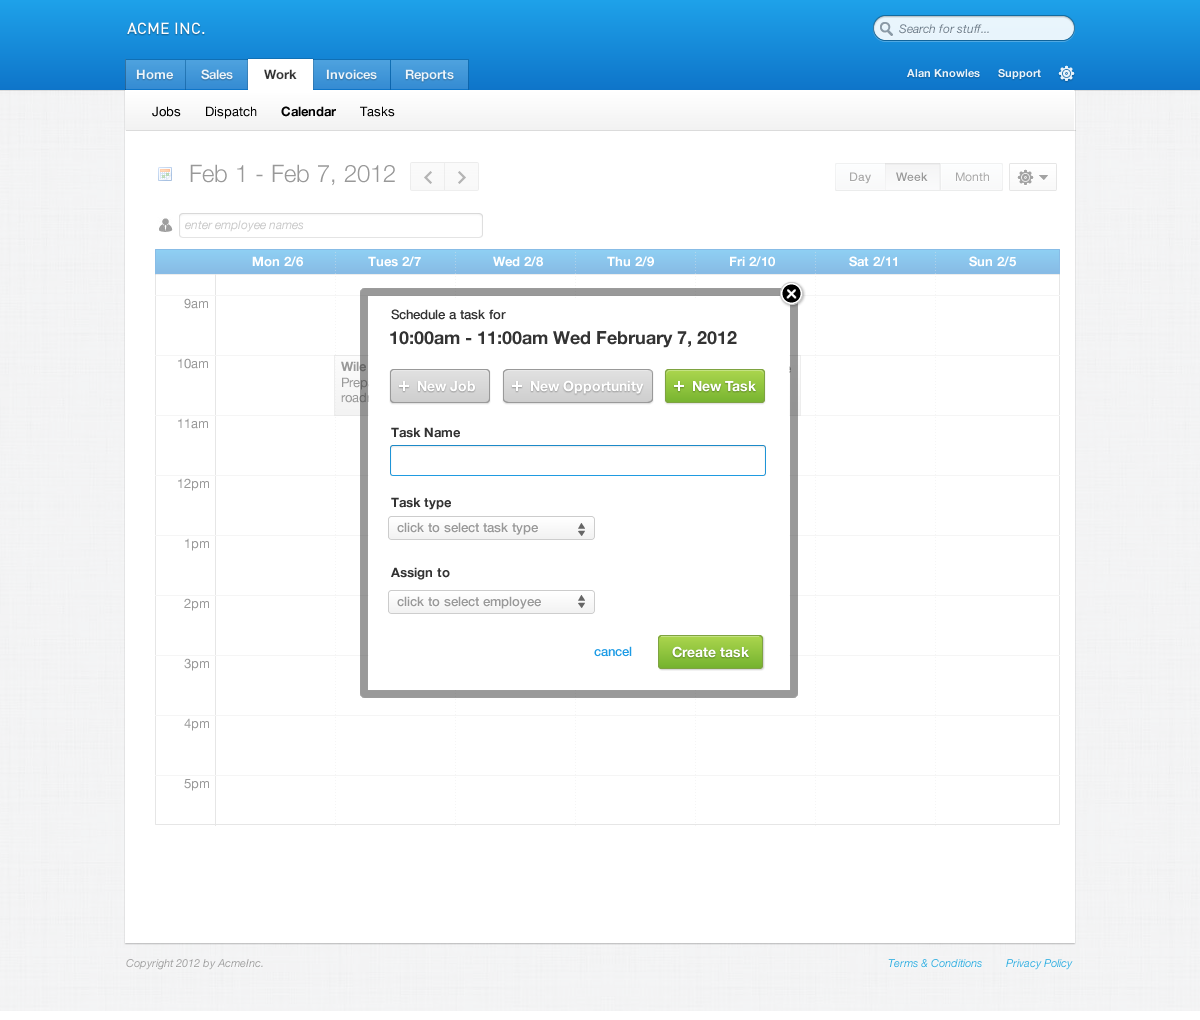 ACME INC.
Search for stuff...
Home Sales Work Invoices Reports
Alan Knowles Support
Jobs Dispatch Calendar Tasks
Feb 1 - Feb 7, 2012
Day Week Month
enter employee names
Mon 2/6 Tues 2/7 Wed 2/8 Thu 2/9 Fri 2/10 Sat 2/11 Sun 2/5
9am
10am
11am
12pm
1pm
2pm
3pm
4pm
5pm
Wile
Schedule a task for
10:00am - 11:00am Wed February 7, 2012
+ New Job + New Opportunity + New Task
Task Name
Task type
click to select task type
Assign to
click to select employee
cancel Create task
Copyright 2012 by AcmeInc.
Terms & Conditions Privacy Policy